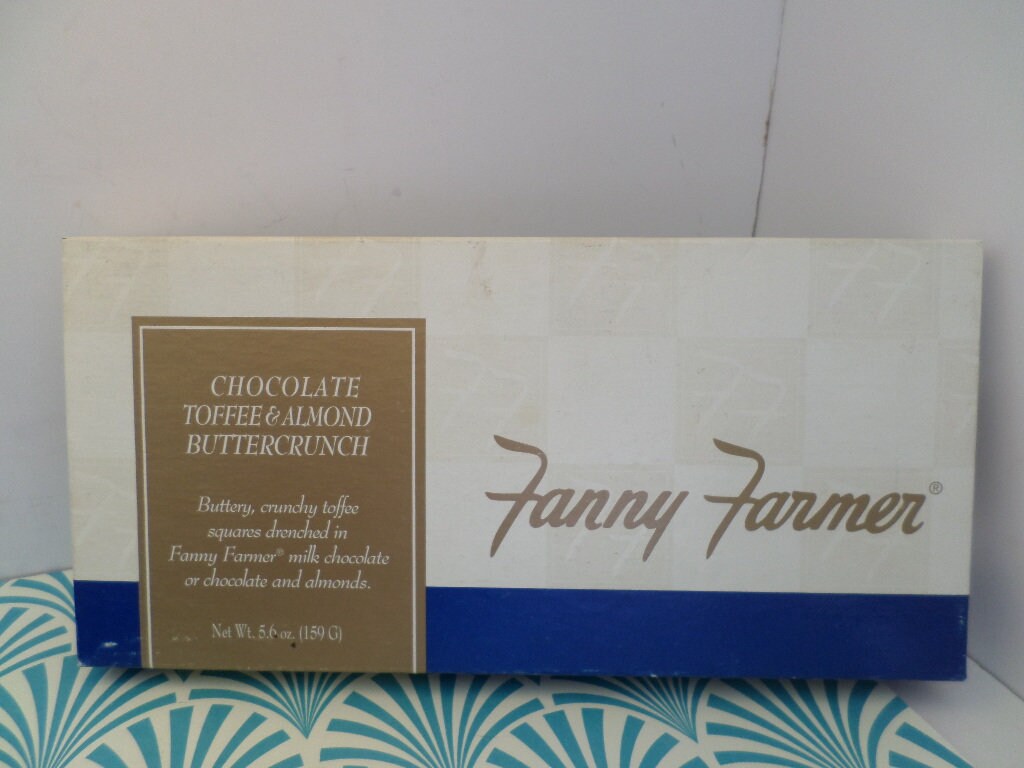 CHOCOLATE
TOFFEE & ALMOND
BUTTERCRUNCH
Buttery, crunchy toffee
squares drenched in
Fanny Farmer® milk chocolate
or chocolate and almonds.
Net Wt. 5.6 oz. (159 G)
Fanny Farmer®